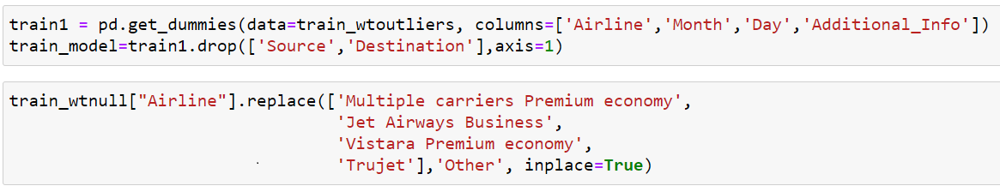 train1 = pd.get_dummies(data=train_wtoutliers, columns=['Airline','Month','Day','Additional_Info'])
train_model=train1.drop(['Source','Destination'],axis=1)
train_wtnull["Airline"].replace(['Multiple carriers Premium economy',
'Jet Airways Business',
'Vistara Premium economy',
'Trujet'],'Other', inplace=True)